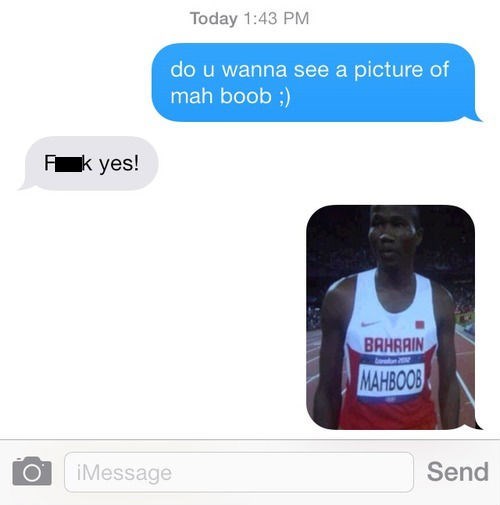 Today 1:43 PM
do u wanna see a picture of
mah boob ;)
F k yes!
BAHRAIN
London 2012
MAHBOOB
iMessage
Send